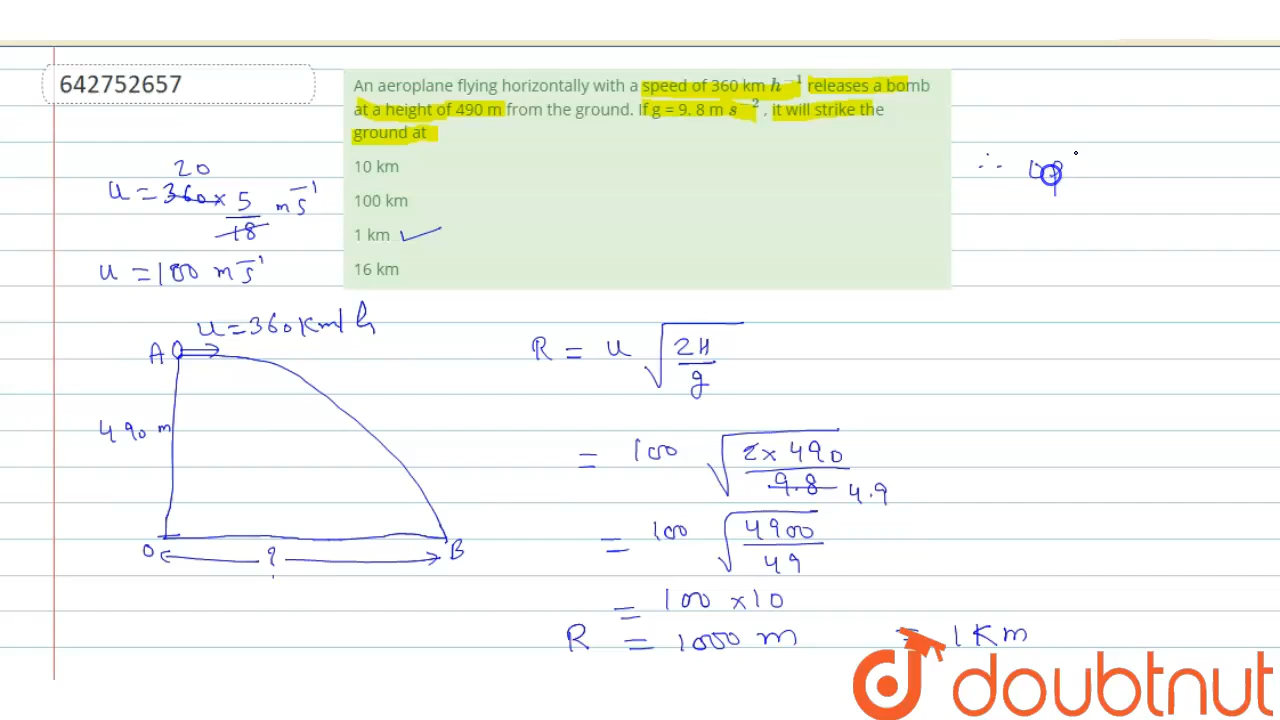 642752657
An aeroplane flying horizontally with a speed of 360 km h⁻¹ releases a bomb
at a height of 490 m from the ground. If g = 9. 8 m s⁻² , it will strike the
ground at
10 km
100 km
1 km ✓
16 km
20
u = 360 × 5/18 m s⁻¹
u = 100 m s⁻¹
u = 360 Km/h
A
490 m
O
?
B
R = u √(2H/g)
= 100 √(2 × 490/9.8) 4.9
= 100 √(4900/49)
= 100 × 10
R = 1000 m = 1 Km
∴ op
doubtnut